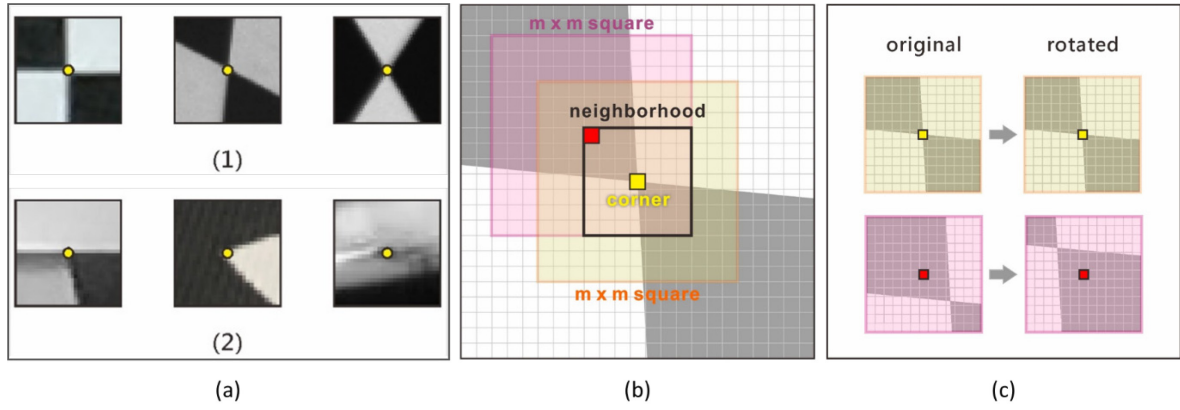 (1)
(2)
(a)
m x m square
neighborhood
corner
m x m square
(b)
original
rotated
(c)